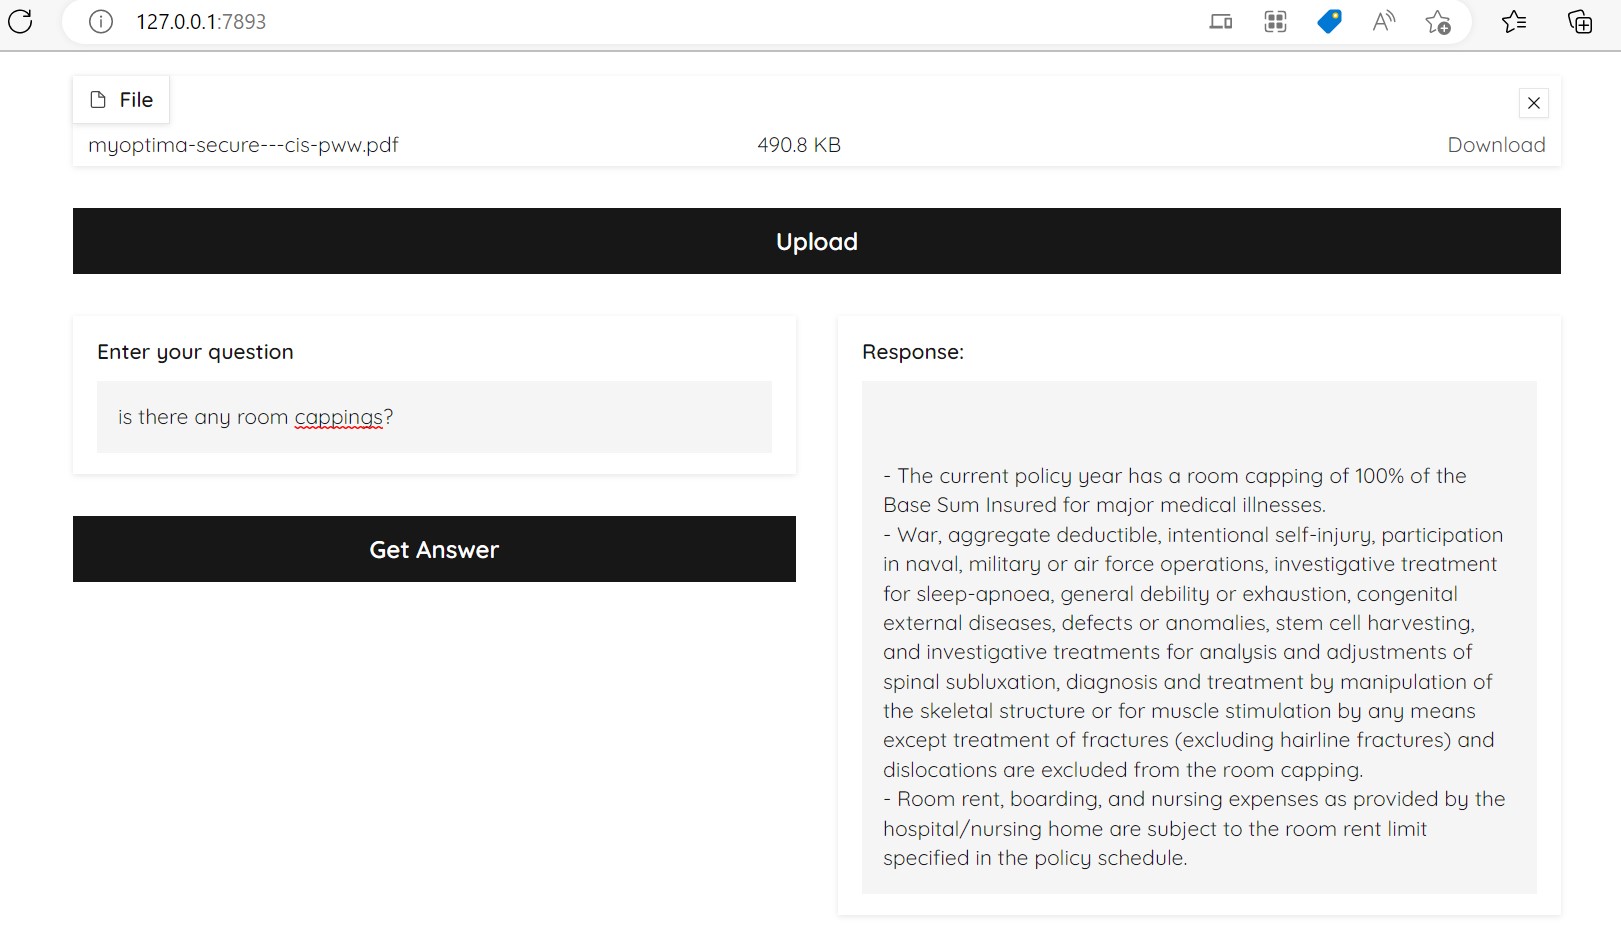 127.0.0.1:7893
File
myoptima-secure---cis-pww.pdf 490.8 KB Download
Upload
Enter your question
is there any room cappings?
Get Answer
Response:
- The current policy year has a room capping of 100% of the
Base Sum Insured for major medical illnesses.
- War, aggregate deductible, intentional self-injury, participation
in naval, military or air force operations, investigative treatment
for sleep-apnoea, general debility or exhaustion, congenital
external diseases, defects or anomalies, stem cell harvesting,
and investigative treatments for analysis and adjustments of
spinal subluxation, diagnosis and treatment by manipulation of
the skeletal structure or for muscle stimulation by any means
except treatment of fractures (excluding hairline fractures) and
dislocations are excluded from the room capping.
- Room rent, boarding, and nursing expenses as provided by the
hospital/nursing home are subject to the room rent limit
specified in the policy schedule.